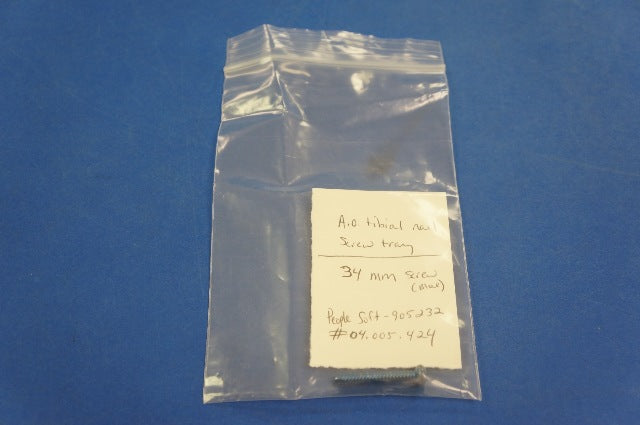 A.O. tibial nail
Screw tray
34 mm screw
(blue)
People Soft - 905232
#04.005.424